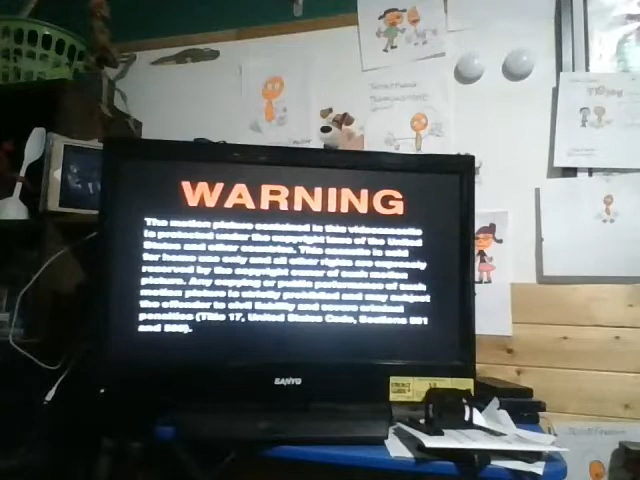 WARNING
The motion picture contained in this videocassette
is protected under the copyright laws of the United
States and other countries. This cassette is sold
for home use only and all other rights are expressly
reserved by the copyright owner of such motion
picture. Any copying or public performance of such
motion picture is strictly prohibited and may subject
the offender to civil liability and severe criminal
penalties (Title 17, United States Code, Sections 501
and 506).
SANYO